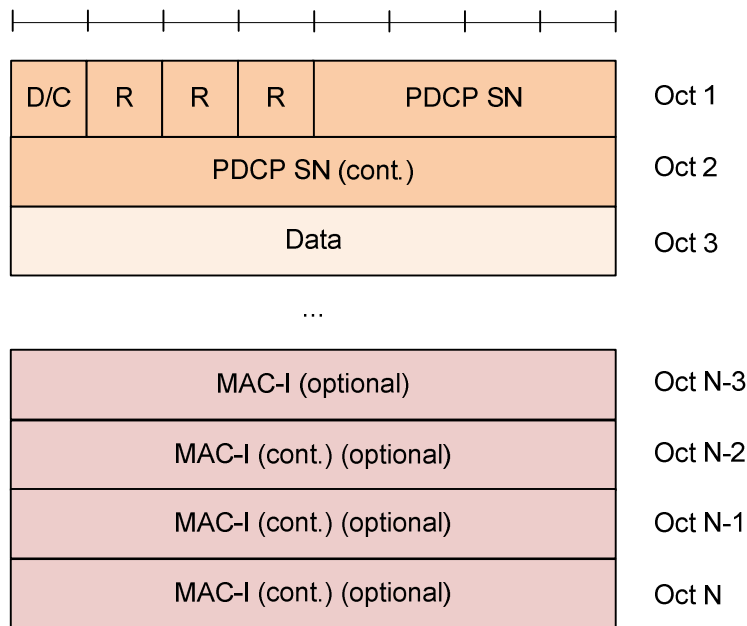 D/C R R R PDCP SN Oct 1
PDCP SN (cont.) Oct 2
Data Oct 3
...
MAC-I (optional) Oct N-3
MAC-I (cont.) (optional) Oct N-2
MAC-I (cont.) (optional) Oct N-1
MAC-I (cont.) (optional) Oct N